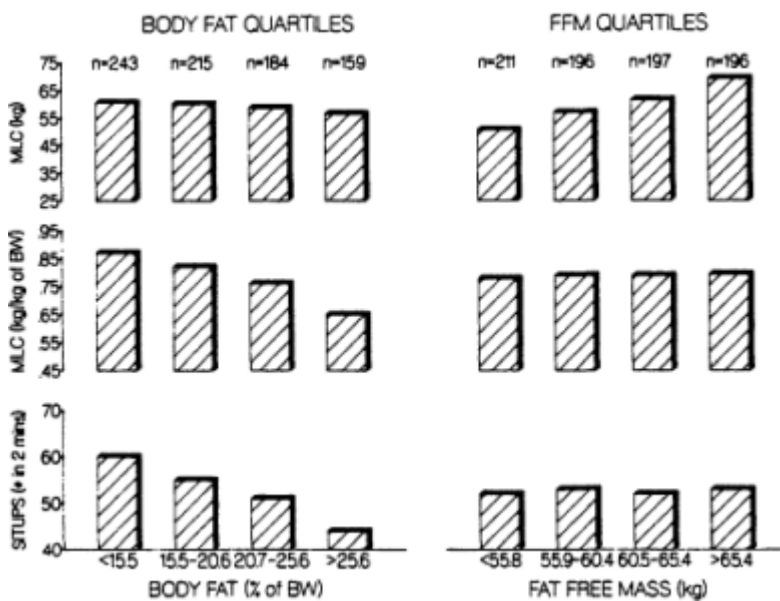 BODY FAT QUARTILES
FFM QUARTILES
n=243 n=215 n=184 n=159
n=211 n=196 n=197 n=196
MLC (kg)
75
65
55
45
35
25
MLC (kg/kg of BW)
.95
.85
.75
.65
.55
.45
SITUPS (# in 2 mins)
70
60
50
40
<15.5 15.5-20.6 20.7-25.6 >25.6
BODY FAT (% of BW)
<55.8 55.9-60.4 60.5-65.4 >65.4
FAT FREE MASS (kg)